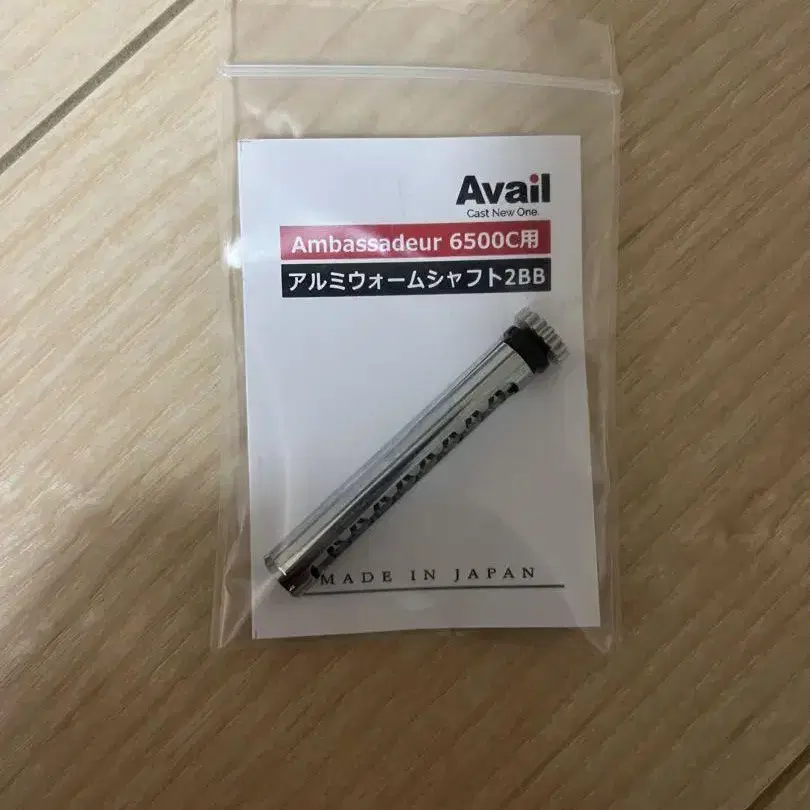 Avail
Cast New One.
Ambassadeur 6500C用
アルミウォームシャフト2BB
MADE IN JAPAN